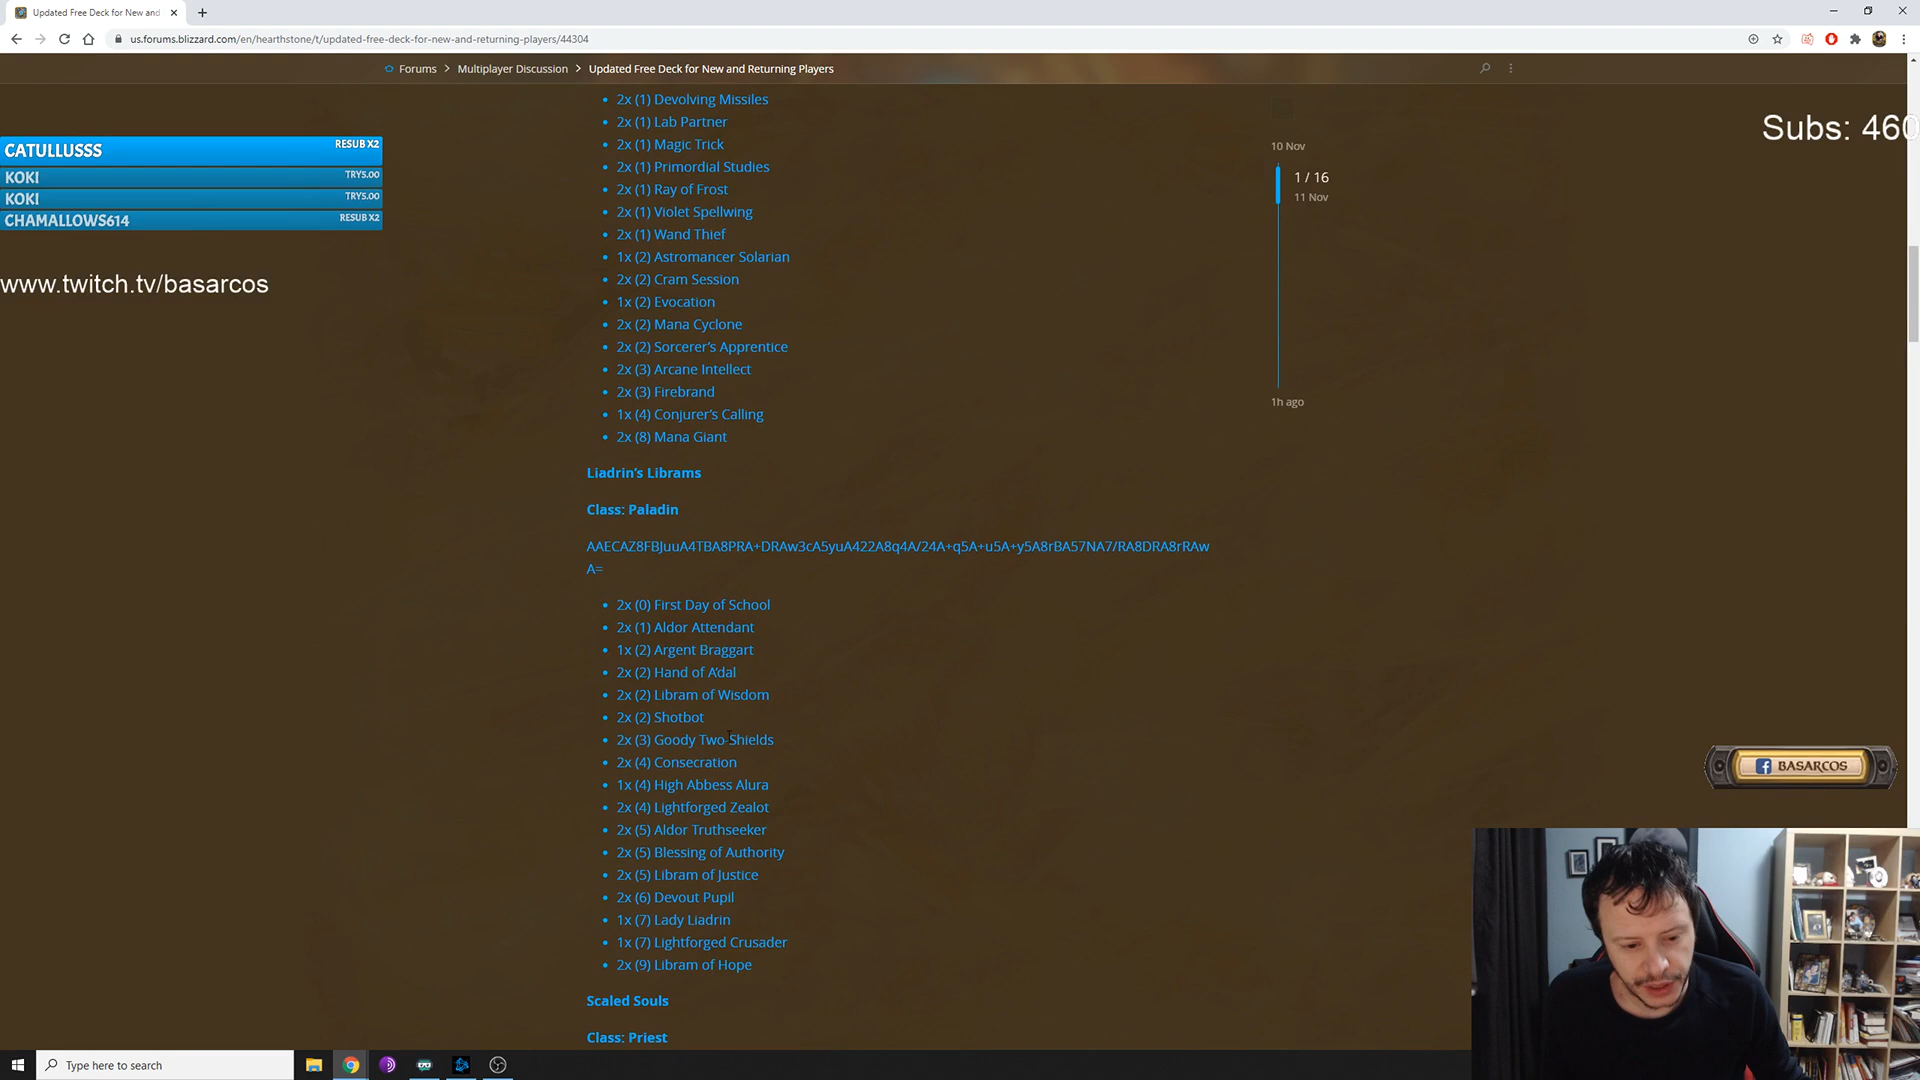 Updated Free Deck for New and
us.forums.blizzard.com/en/hearthstone/t/updated-free-deck-for-new-and-returning-players/44304
Forums > Multiplayer Discussion > Updated Free Deck for New and Returning Players
2x (1) Devolving Missiles
2x (1) Lab Partner
2x (1) Magic Trick
2x (1) Primordial Studies
2x (1) Ray of Frost
2x (1) Violet Spellwing
2x (1) Wand Thief
1x (2) Astromancer Solarian
2x (2) Cram Session
1x (2) Evocation
2x (2) Mana Cyclone
2x (2) Sorcerer's Apprentice
2x (3) Arcane Intellect
2x (3) Firebrand
1x (4) Conjurer's Calling
2x (8) Mana Giant
Liadrin's Librams
Class: Paladin
AAECAZ8FBJuuA4TBA8PRA+DRAw3cA5yuA422A8q4A/24A+q5A+u5A+y5A8rBA57NA7/RA8DRA8rRAw
A=
2x (0) First Day of School
2x (1) Aldor Attendant
1x (2) Argent Braggart
2x (2) Hand of A'dal
2x (2) Libram of Wisdom
2x (2) Shotbot
2x (3) Goody Two-Shields
2x (4) Consecration
1x (4) High Abbess Alura
2x (4) Lightforged Zealot
2x (5) Aldor Truthseeker
2x (5) Blessing of Authority
2x (5) Libram of Justice
2x (6) Devout Pupil
1x (7) Lady Liadrin
1x (7) Lightforged Crusader
2x (9) Libram of Hope
Scaled Souls
Class: Priest
10 Nov
1 / 16
11 Nov
1h ago
CATULLUSSS RESUB X2
KOKI TRY5.00
KOKI TRY5.00
CHAMALLOWS614 RESUB X2
www.twitch.tv/basarcos
Subs: 460
BASARCOS
Type here to search